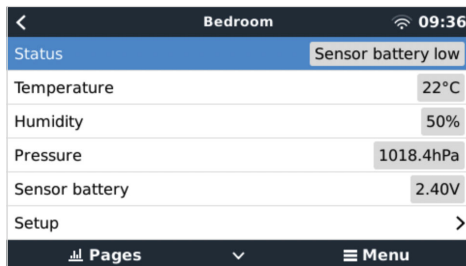 Bedroom 09:36
Status Sensor battery low
Temperature 22°C
Humidity 50%
Pressure 1018.4hPa
Sensor battery 2.40V
Setup
Pages Menu